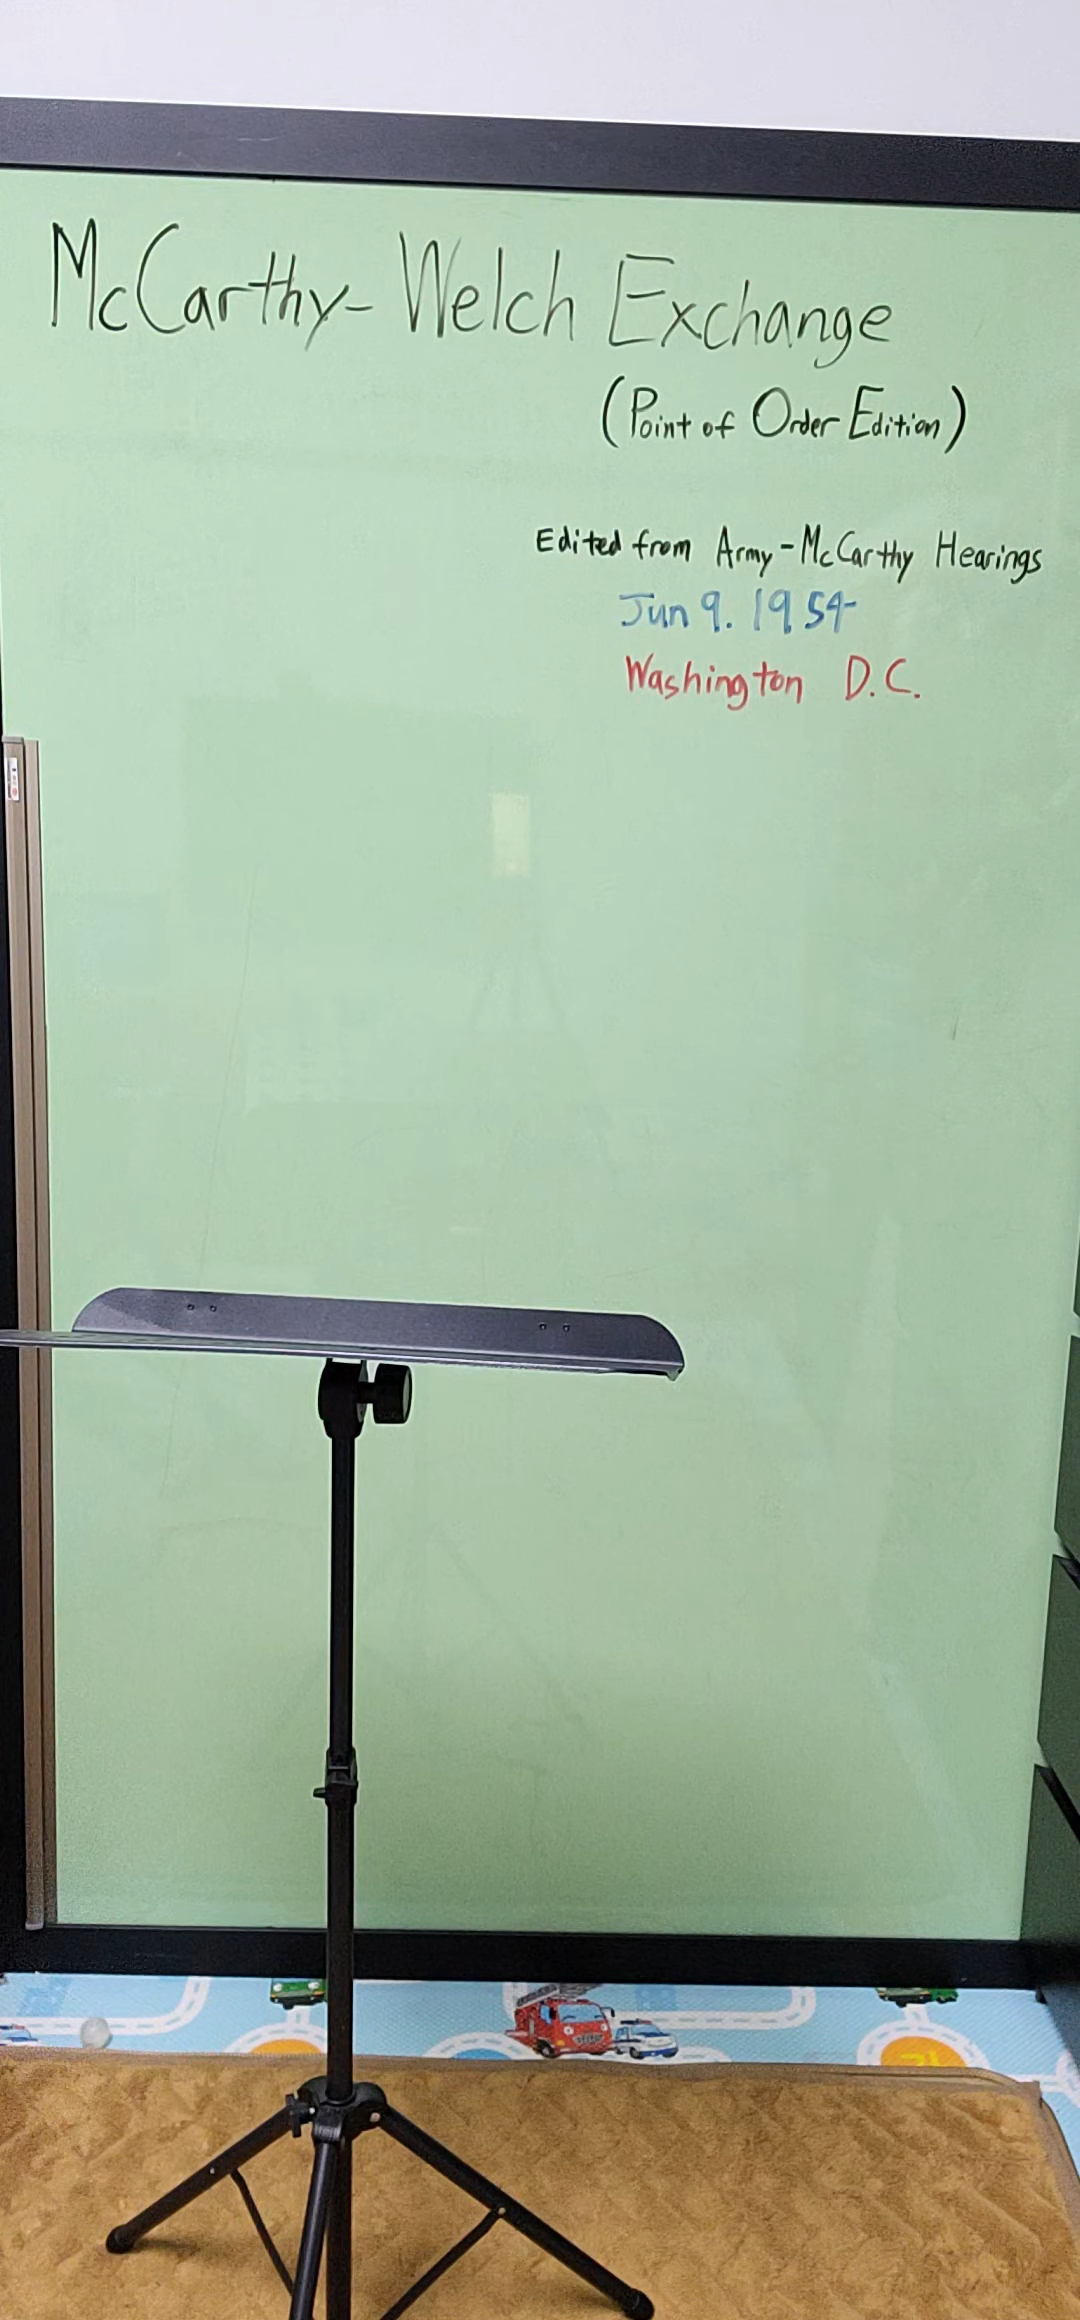 McCarthy-Welch Exchange
(Point of Order Edition)
Edited from Army-McCarthy Hearings
Jun 9. 1954
Washington D.C.